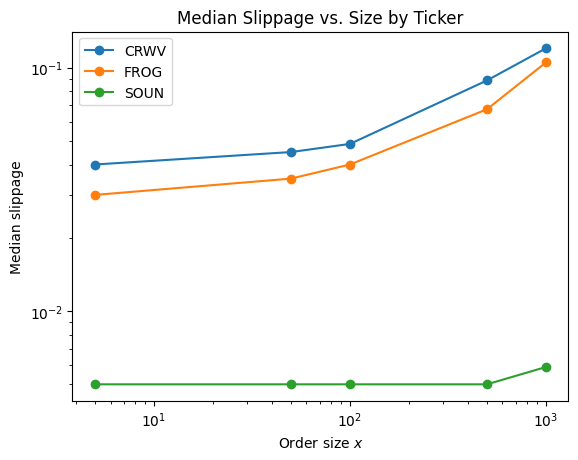 Median Slippage vs. Size by Ticker
CRWV
FROG
SOUN
Median slippage
10⁻¹
10⁻²
10¹
10²
10³
Order size x